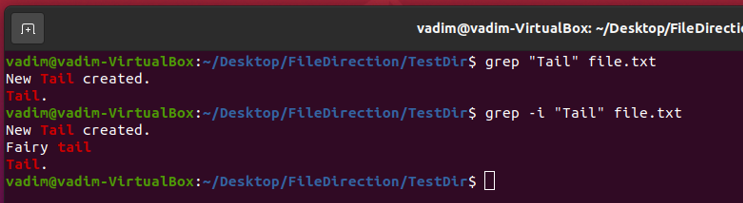 vadim@vadim-VirtualBox: ~/Desktop/FileDirection
vadim@vadim-VirtualBox:~/Desktop/FileDirection/TestDir$ grep "Tail" file.txt
New Tail created.
Tail.
vadim@vadim-VirtualBox:~/Desktop/FileDirection/TestDir$ grep -i "Tail" file.txt
New Tail created.
Fairy tail
Tail.
vadim@vadim-VirtualBox:~/Desktop/FileDirection/TestDir$